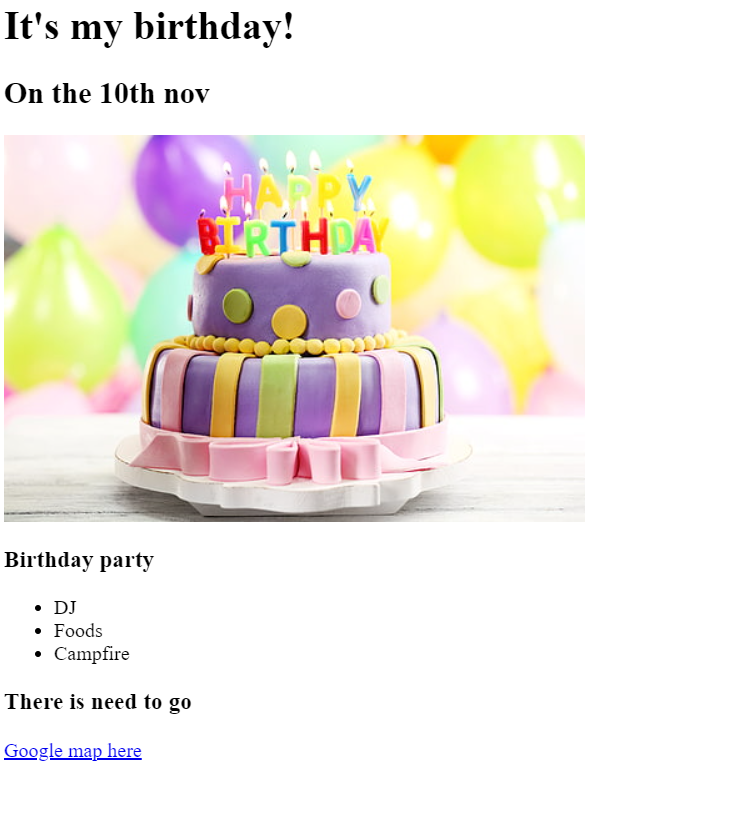 It's my birthday!
On the 10th nov
HAPPY
BIRTHDAY
Birthday party
DJ
Foods
Campfire
There is need to go
Google map here